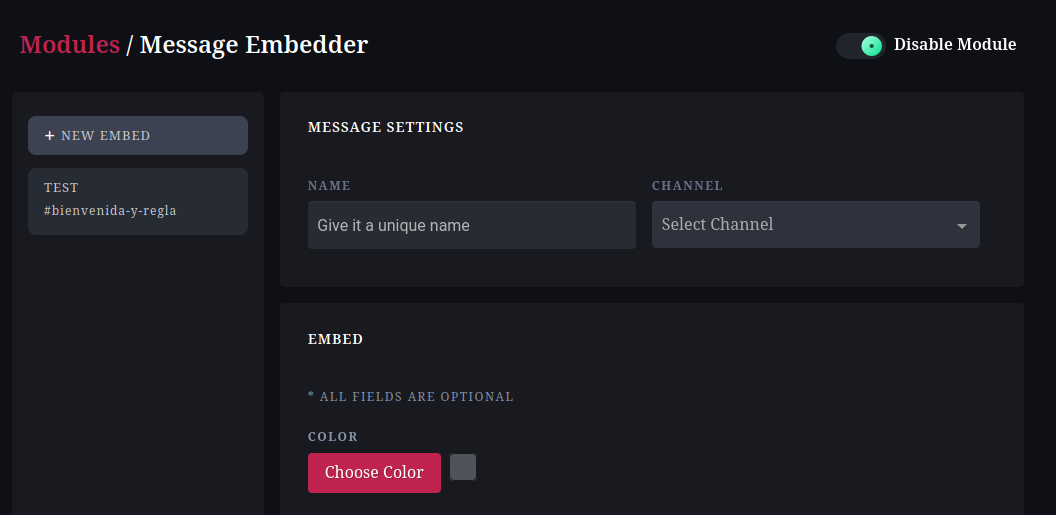 Modules / Message Embedder
Disable Module
+ NEW EMBED
TEST
#bienvenida-y-regla
MESSAGE SETTINGS
NAME
CHANNEL
Give it a unique name
Select Channel
EMBED
* ALL FIELDS ARE OPTIONAL
COLOR
Choose Color